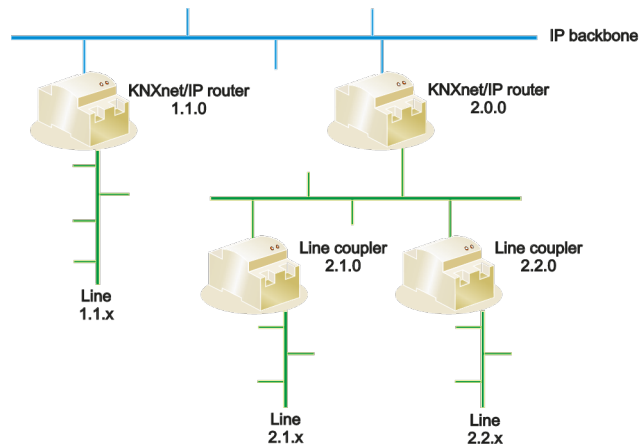 IP backbone
KNXnet/IP router
1.1.0
KNXnet/IP router
2.0.0
Line coupler
2.1.0
Line coupler
2.2.0
Line
1.1.x
Line
2.1.x
Line
2.2.x